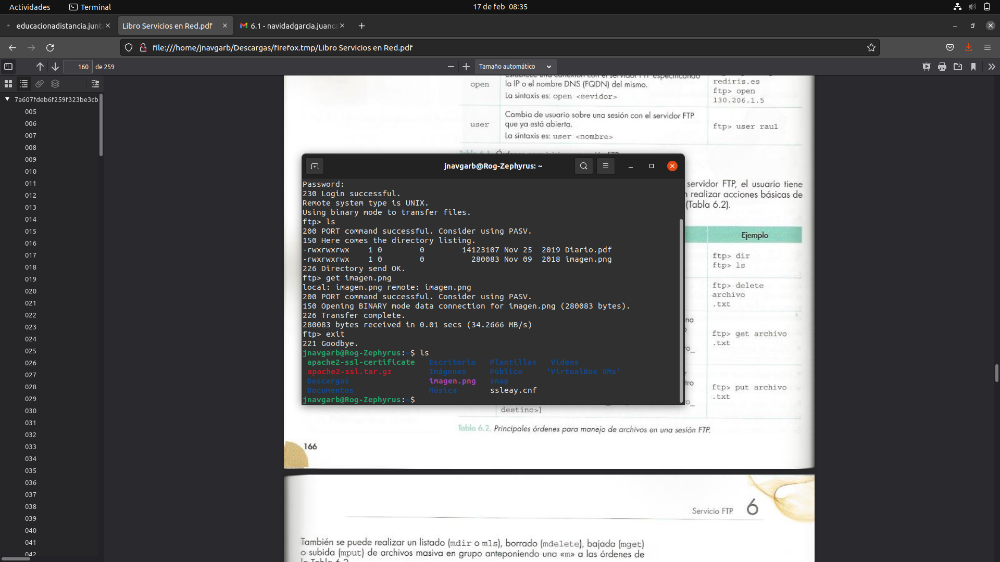 Actividades
Terminal
17 de feb 08:35
educacionadistancia.junt
Libro Servicios en Red.pdf
6.1 - navidadgarcia.juanca
file:///home/jnavgarb/Descargas/firefox.tmp/Libro Servicios en Red.pdf
160 de 259
Tamaño automático
7a607fdeb6f259f323be3cb
005
006
007
008
009
010
011
012
013
014
015
016
017
018
019
020
021
022
023
024
025
026
027
028
029
030
031
032
033
034
035
036
037
038
039
040
041
042
open
Establece una conexión con el servidor FTP especificando
la IP o el nombre DNS (FQDN) del mismo.
La sintaxis es: open <sevidor>
rediris.es
ftp> open
130.206.1.5
user
Cambia de usuario sobre una sesión con el servidor FTP
que ya está abierta.
La sintaxis es: user <nombre>
ftp> user raul
jnavgarb@Rog-Zephyrus: ~
Password:
230 Login successful.
Remote system type is UNIX.
Using binary mode to transfer files.
ftp> ls
200 PORT command successful. Consider using PASV.
150 Here comes the directory listing.
-rwxrwxrwx 1 0 0 14123107 Nov 25 2019 Diario.pdf
-rwxrwxrwx 1 0 0 280083 Nov 09 2018 imagen.png
226 Directory send OK.
ftp> get imagen.png
local: imagen.png remote: imagen.png
200 PORT command successful. Consider using PASV.
150 Opening BINARY mode data connection for imagen.png (280083 bytes).
226 Transfer complete.
280083 bytes received in 0.01 secs (34.2666 MB/s)
ftp> exit
221 Goodbye.
jnavgarb@Rog-Zephyrus:~$ ls
apache2-ssl-certificate Escritorio Plantillas Vídeos
apache2-ssl.tar.gz Imágenes Público 'VirtualBox VMs'
Descargas imagen.png snap
Documentos Música ssleay.cnf
jnavgarb@Rog-Zephyrus:~$
servidor FTP, el usuario tiene
realizar acciones básicas de
(Tabla 6.2).
Ejemplo
ftp> dir
ftp> ls
ftp> delete
archivo
.txt
na
ftp> get archivo
.txt
tro
ftp> put archivo
.txt
destino>]
Tabla 6.2. Principales órdenes para manejo de archivos en una sesión FTP.
166
Servicio FTP 6
También se puede realizar un listado (mdir o mls), borrado (mdelete), bajada (mget)
o subida (mput) de archivos masiva en grupo anteponiendo una «m» a las órdenes de
la Tabla 6.2